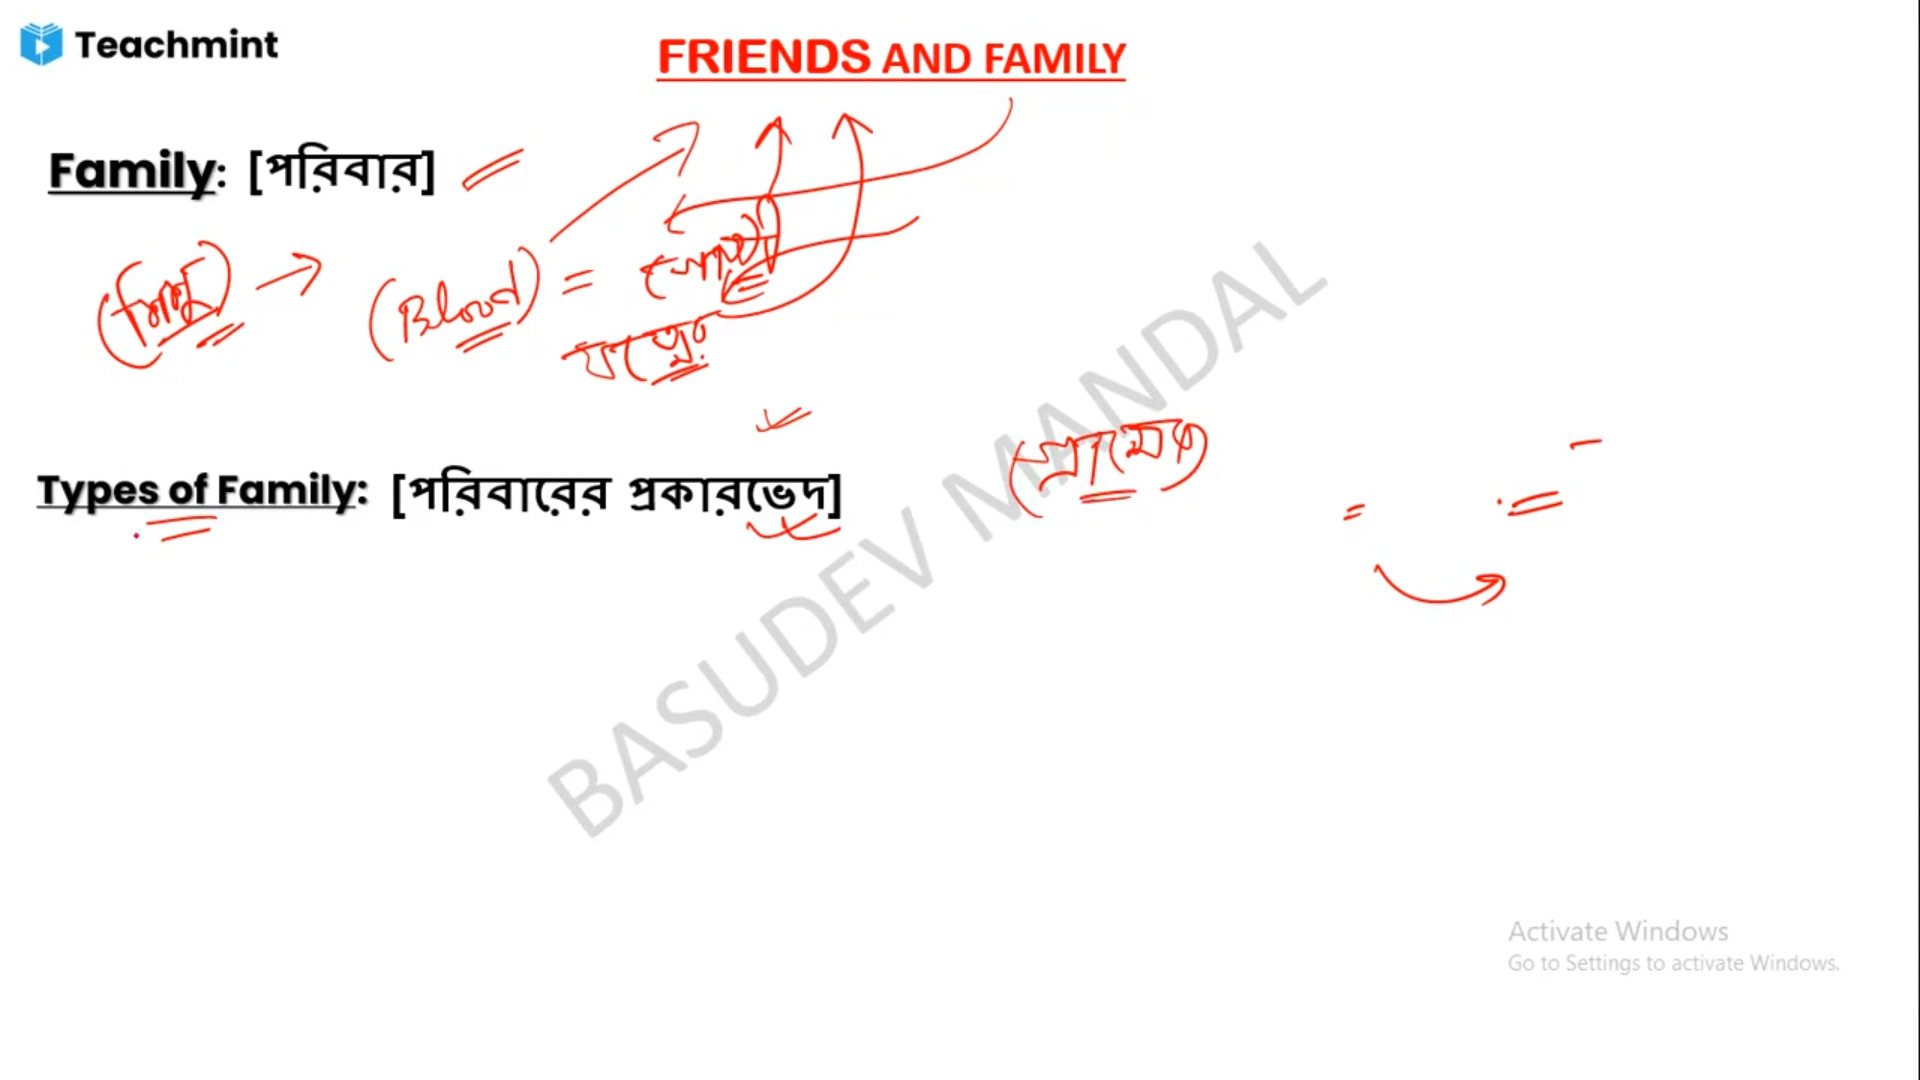 Teachmint
FRIENDS AND FAMILY
Family: [পরিবার]
(Blood) =
Types of Family: [পরিবারের প্রকারভেদ]
BASUDEV MANDAL
Activate Windows
Go to Settings to activate Windows.